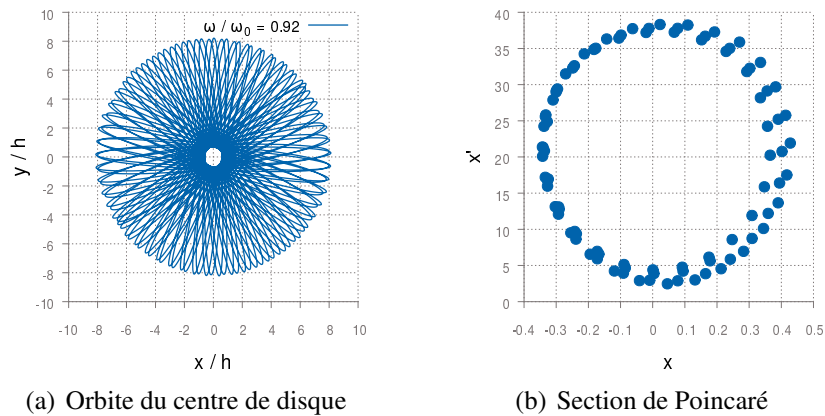 ω / ω0 = 0.92
10
8
6
4
2
0
-2
-4
-6
-8
-10
y / h
-10 -8 -6 -4 -2 0 2 4 6 8 10
x / h
40
35
30
25
20
15
10
5
0
x'
-0.4 -0.3 -0.2 -0.1 0 0.1 0.2 0.3 0.4 0.5
x
(a) Orbite du centre de disque
(b) Section de Poincaré